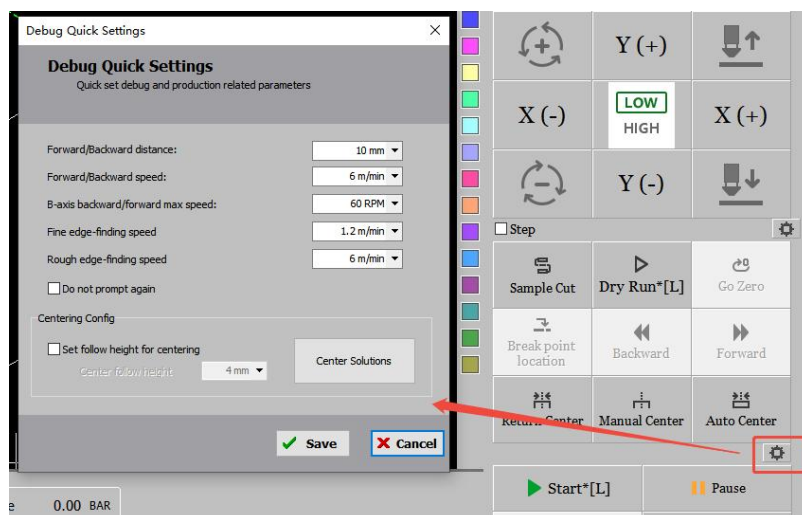 Debug Quick Settings
Debug Quick Settings
Quick set debug and production related parameters
Forward/Backward distance: 10 mm
Forward/Backward speed: 6 m/min
B-axis backward/forward max speed: 60 RPM
Fine edge-finding speed 1.2 m/min
Rough edge-finding speed 6 m/min
Do not prompt again
Centering Config
Set follow height for centering
Center follow height: 4 mm
Center Solutions
Save Cancel
e 0.00 BAR
Y (+)
X (-) LOW X (+)
HIGH
Y (-)
Step
Sample Cut Dry Run*[L] Go Zero
Break point Backward Forward
location
Return Center Manual Center Auto Center
Start*[L] Pause